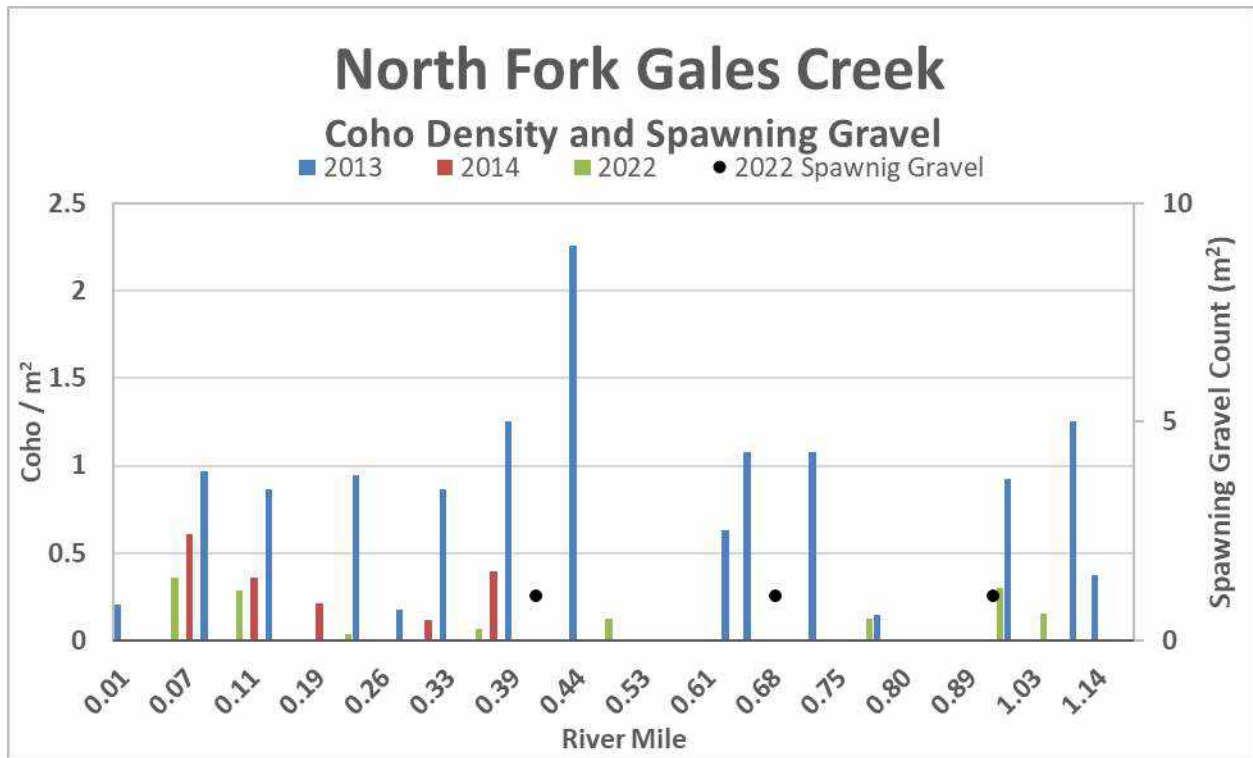 North Fork Gales Creek
Coho Density and Spawning Gravel
2013 2014 2022 2022 Spawnig Gravel
2.5 10
2
1.5
5
1
0.5
0 0
Coho / m²
Spawning Gravel Count (m²)
0.01 0.07 0.11 0.19 0.26 0.33 0.39 0.44 0.53 0.61 0.68 0.75 0.80 0.89 1.03 1.14
River Mile